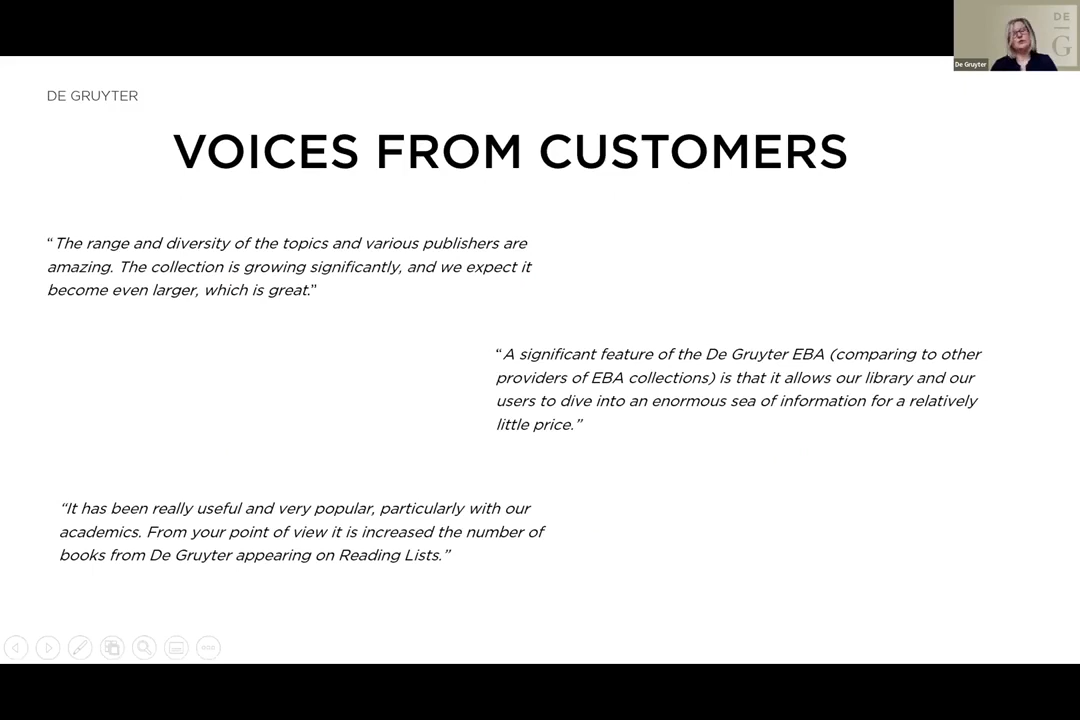 DE
G
De Gruyter
DE GRUYTER
VOICES FROM CUSTOMERS
“The range and diversity of the topics and various publishers are
amazing. The collection is growing significantly, and we expect it
become even larger, which is great.”
“A significant feature of the De Gruyter EBA (comparing to other
providers of EBA collections) is that it allows our library and our
users to dive into an enormous sea of information for a relatively
little price.”
“It has been really useful and very popular, particularly with our
academics. From your point of view it is increased the number of
books from De Gruyter appearing on Reading Lists.”